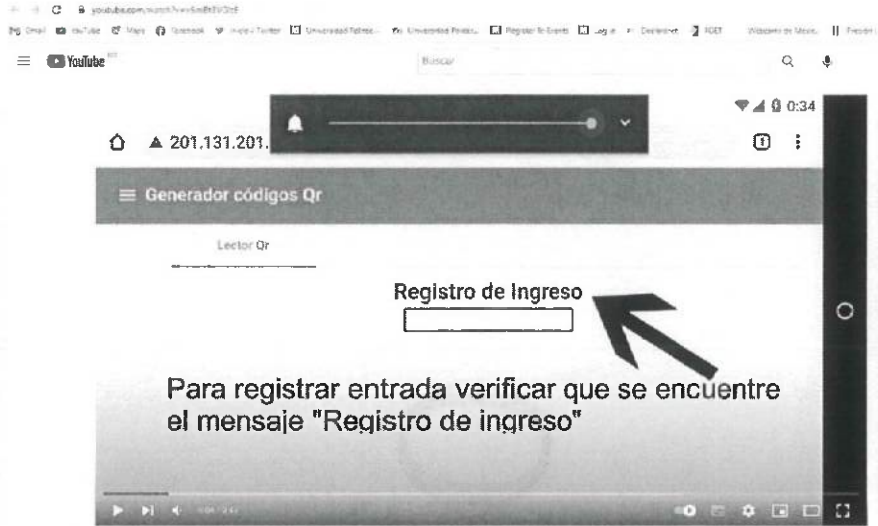 YouTube
Buscar
0:34
201.131.201.
Generador códigos Qr
Lector Qr
Registro de Ingreso
Para registrar entrada verificar que se encuentre
el mensaje "Registro de ingreso"